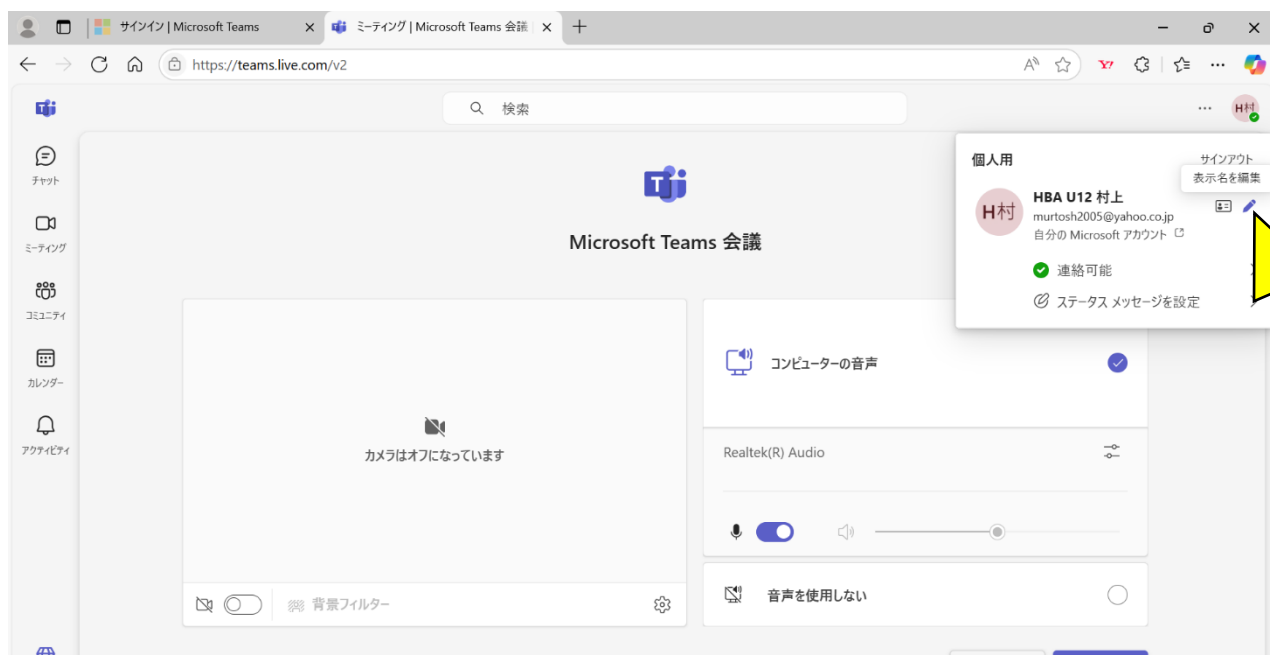 サインイン | Microsoft Teams
ミーティング | Microsoft Teams 会議
https://teams.live.com/v2
検索
H村
チャット
ミーティング
コミュニティ
カレンダー
アクティビティ
Microsoft Teams 会議
個人用
サインアウト
表示名を編集
H村
HBA U12 村上
murtosh2005@yahoo.co.jp
自分の Microsoft アカウント
連絡可能
ステータス メッセージを設定
カメラはオフになっています
背景フィルター
コンピューターの音声
Realtek(R) Audio
音声を使用しない